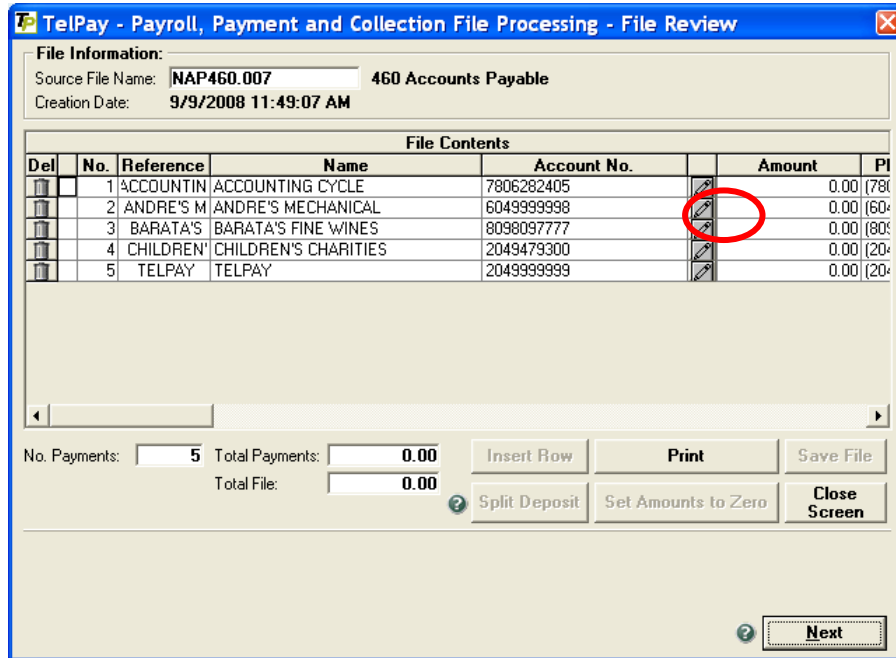 TelPay - Payroll, Payment and Collection File Processing - File Review
File Information:
Source File Name: NAP460.007 460 Accounts Payable
Creation Date: 9/9/2008 11:49:07 AM
File Contents
Del No. Reference Name Account No. Amount Pl
1 ACCOUNTIN ACCOUNTING CYCLE 7806282405 0.00 (780
2 ANDRE'S M ANDRE'S MECHANICAL 6049999998 0.00 (604
3 BARATA'S BARATA'S FINE WINES 8098097777 0.00 (809
4 CHILDREN' CHILDREN'S CHARITIES 2049479300 0.00 (204
5 TELPAY TELPAY 2049999999 0.00 (204
No. Payments: 5 Total Payments: 0.00 Insert Row Print Save File
Total File: 0.00
? Split Deposit Set Amounts to Zero Close Screen
? Next